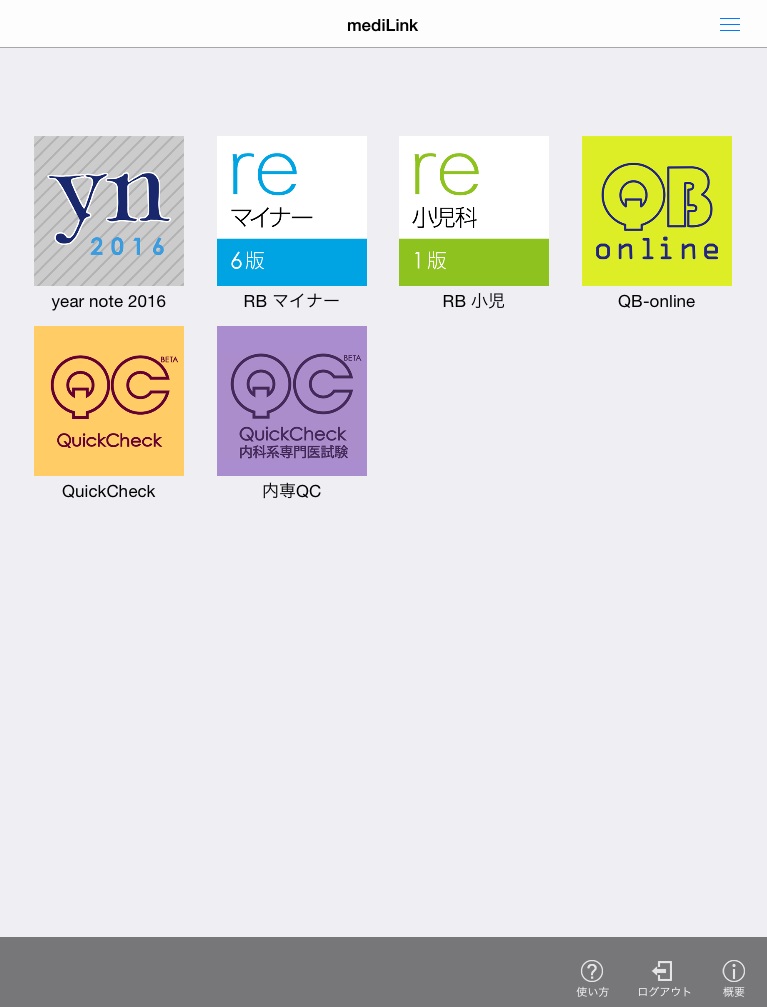 mediLink
yn
2016
year note 2016
re
マイナー
6版
RB マイナー
re
小児科
1版
RB 小児
QB
online
QB-online
QC
BETA
QuickCheck
QuickCheck
QC
BETA
QuickCheck
内科系専門医試験
内専QC
使い方
ログアウト
概要